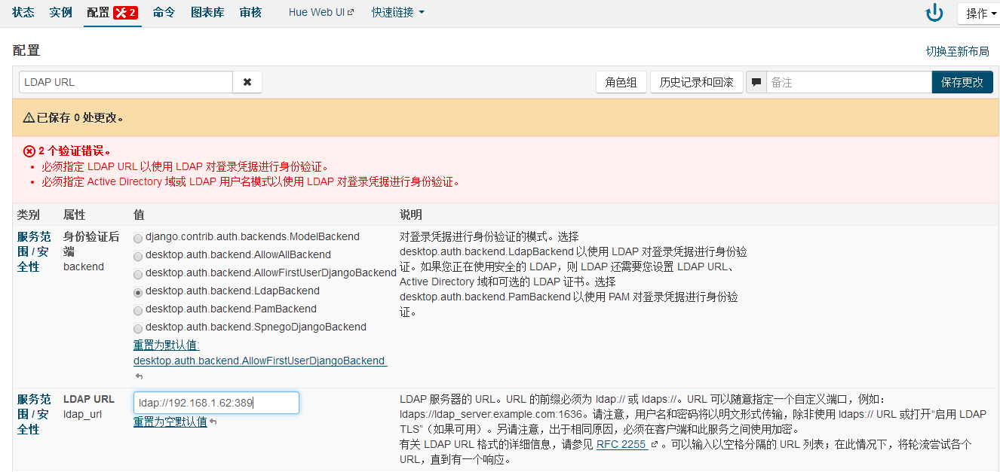 状态 实例 配置 2 命令 图表库 审核 Hue Web UI 快速链接 操作
配置
切换至新布局
LDAP URL 角色组 历史记录和回滚 备注 保存更改
已保存 0 处更改。
2 个验证错误。
必须指定 LDAP URL 以使用 LDAP 对登录凭据进行身份验证。
必须指定 Active Directory 域或 LDAP 用户名模式以使用 LDAP 对登录凭据进行身份验证。
类别 属性 值 说明
服务范
围 / 安
全性
身份验证后
端
backend
django.contrib.auth.backends.ModelBackend
desktop.auth.backend.AllowAllBackend
desktop.auth.backend.AllowFirstUserDjangoBackend
desktop.auth.backend.LdapBackend
desktop.auth.backend.PamBackend
desktop.auth.backend.SpnegoDjangoBackend
重置为默认值:
desktop.auth.backend.AllowFirstUserDjangoBackend
对登录凭据进行身份验证的模式。选择
desktop.auth.backend.LdapBackend 以使用 LDAP 对登录凭据进行身份验
证。如果您正在使用安全的 LDAP，则 LDAP 还需要您设置 LDAP URL、
Active Directory 域和可选的 LDAP 证书。选择
desktop.auth.backend.PamBackend 以使用 PAM 对登录凭据进行身份验
证。
服务范
围 / 安
全性
LDAP URL
ldap_url
ldap://192.168.1.62:389
重置为空默认值
LDAP 服务器的 URL。URL 的前缀必须为 ldap:// 或 ldaps://。URL 可以随意指定一个自定义端口，例如:
ldaps://ldap_server.example.com:1636。请注意，用户名和密码将以明文形式传输，除非使用 ldaps:// URL 或打开“启用 LDAP
TLS”（如果可用）。另请注意，出于相同原因，必须在客户端和此服务之间使用加密。
有关 LDAP URL 格式的详细信息，请参见 RFC 2255 。可以输入以空格分隔的 URL 列表；在此情况下，将轮流尝试各个
URL，直到有一个响应。